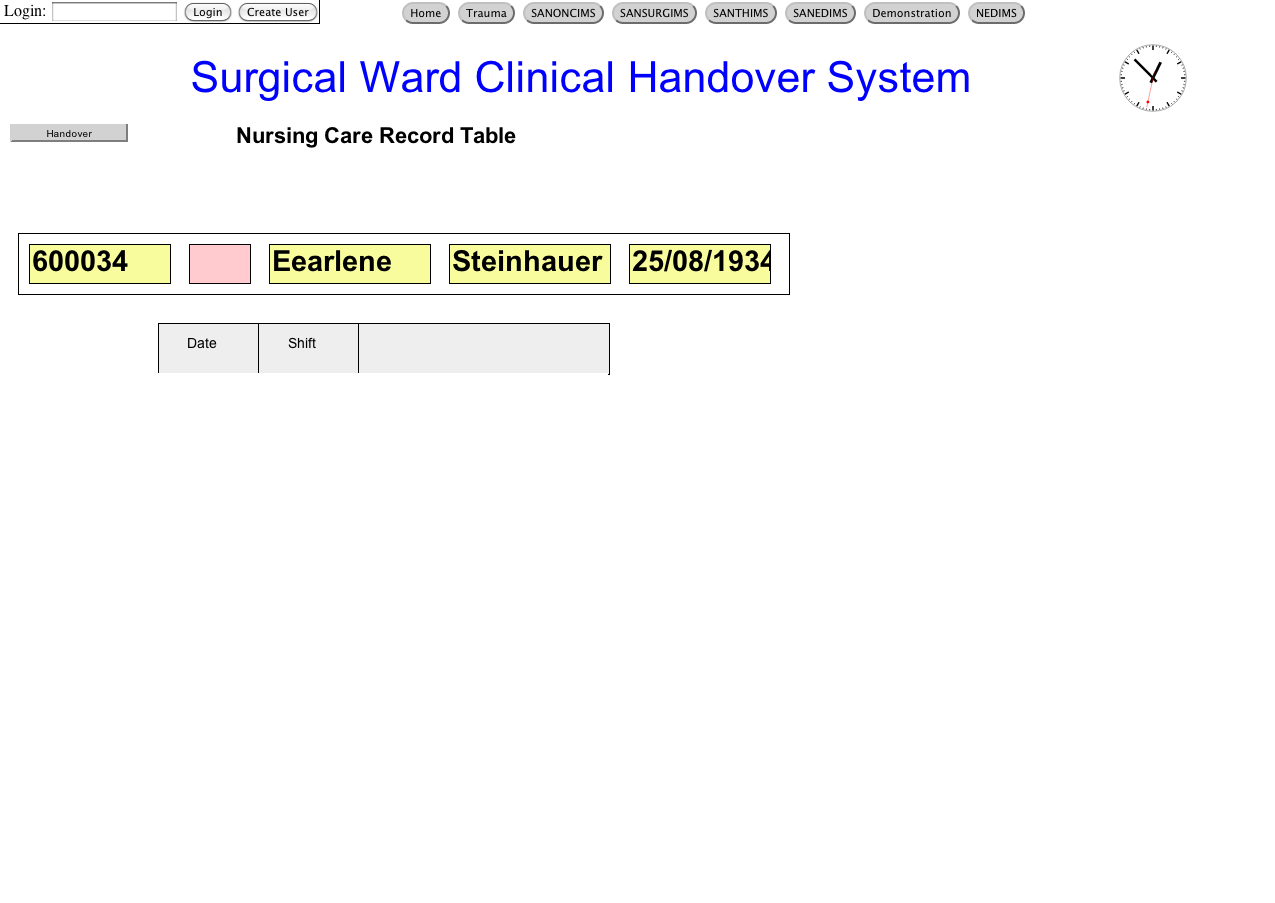 Login: Login Create User Home Trauma SANONCIMS SANSURGIMS SANTHIMS SANEDIMS Demonstration NEDIMS
Surgical Ward Clinical Handover System
Handover Nursing Care Record Table
600034 Eearlene Steinhauer 25/08/1934
Date Shift